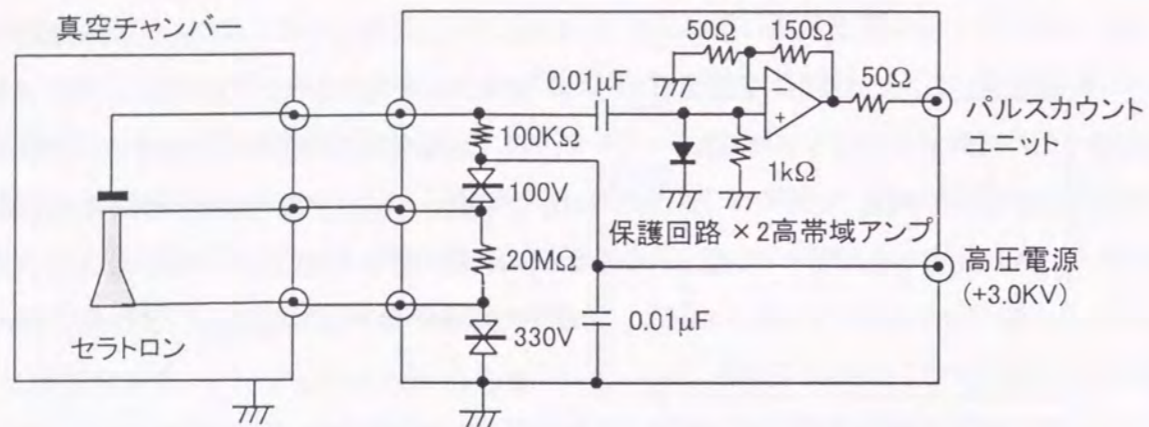 真空チャンバー
50Ω
150Ω
0.01μF
50Ω
−
+
パルスカウント
ユニット
100KΩ
1kΩ
100V
保護回路 ×2高帯域アンプ
20MΩ
高圧電源
(+3.0KV)
0.01μF
330V
セラトロン